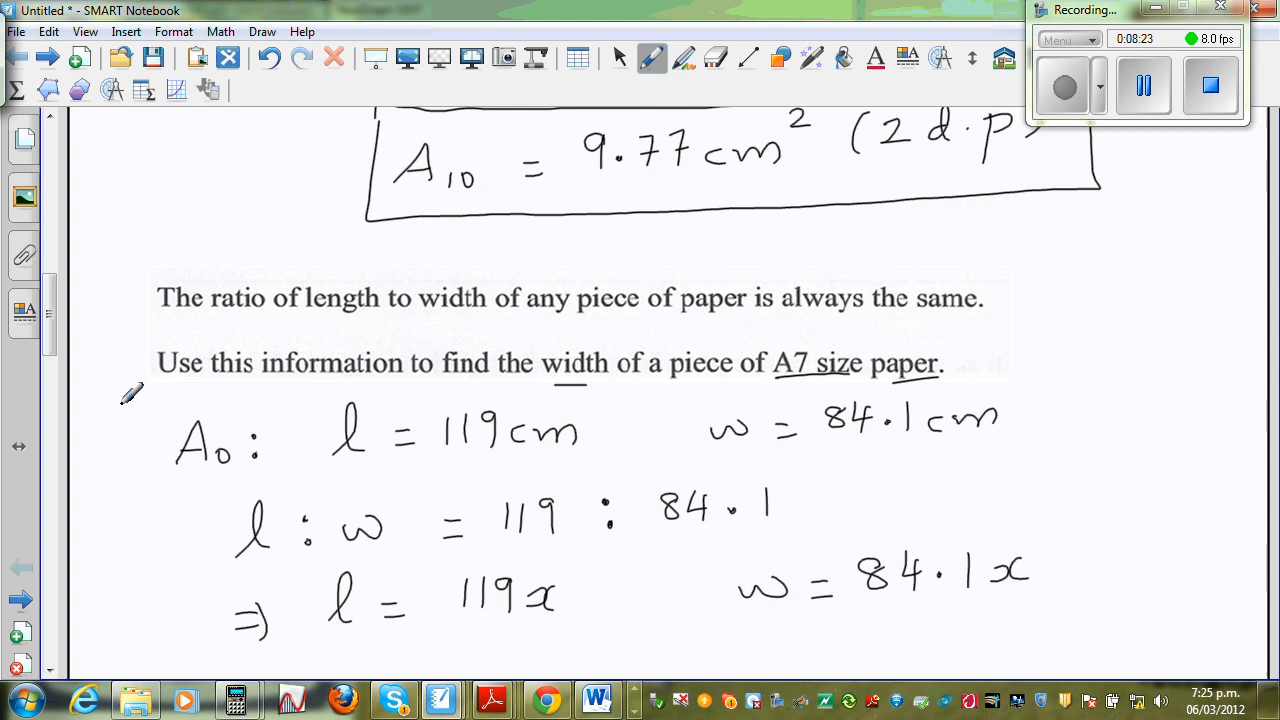 Untitled * - SMART Notebook
File Edit View Insert Format Math Draw Help
Recording...
Menu 0:08:23 8.0 fps
A10 = 9.77 cm² (2 d.p)
The ratio of length to width of any piece of paper is always the same.
Use this information to find the width of a piece of A7 size paper.
A0 : l = 119 cm w = 84.1 cm
l : w = 119 : 84.1
⇒ l = 119x w = 84.1x
7:25 p.m.
06/03/2012